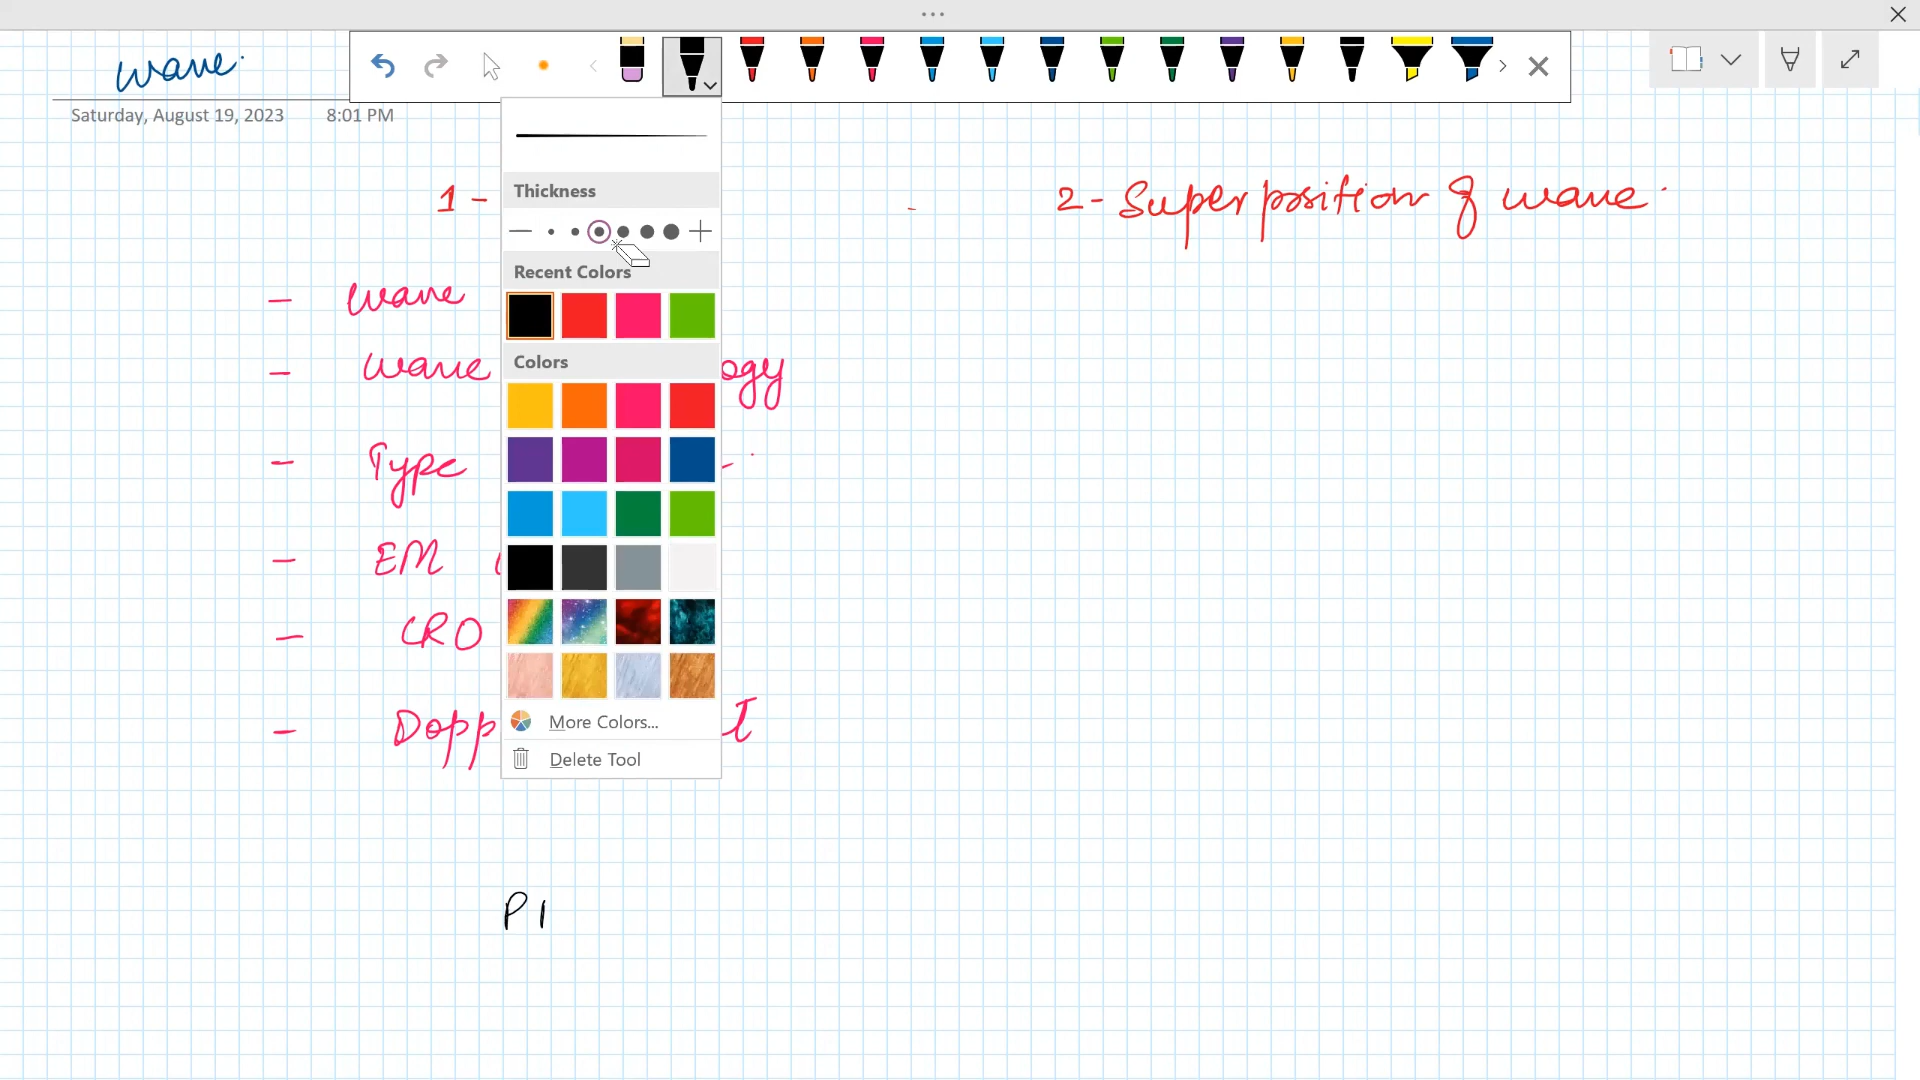 wave
Saturday, August 19, 2023 8:01 PM
Thickness
Recent Colors
Colors
More Colors...
Delete Tool
1 -
- wave
- wave ogy
- Type
- EM
- CRO
- Dopp t
2 - Superposition of wave
P1